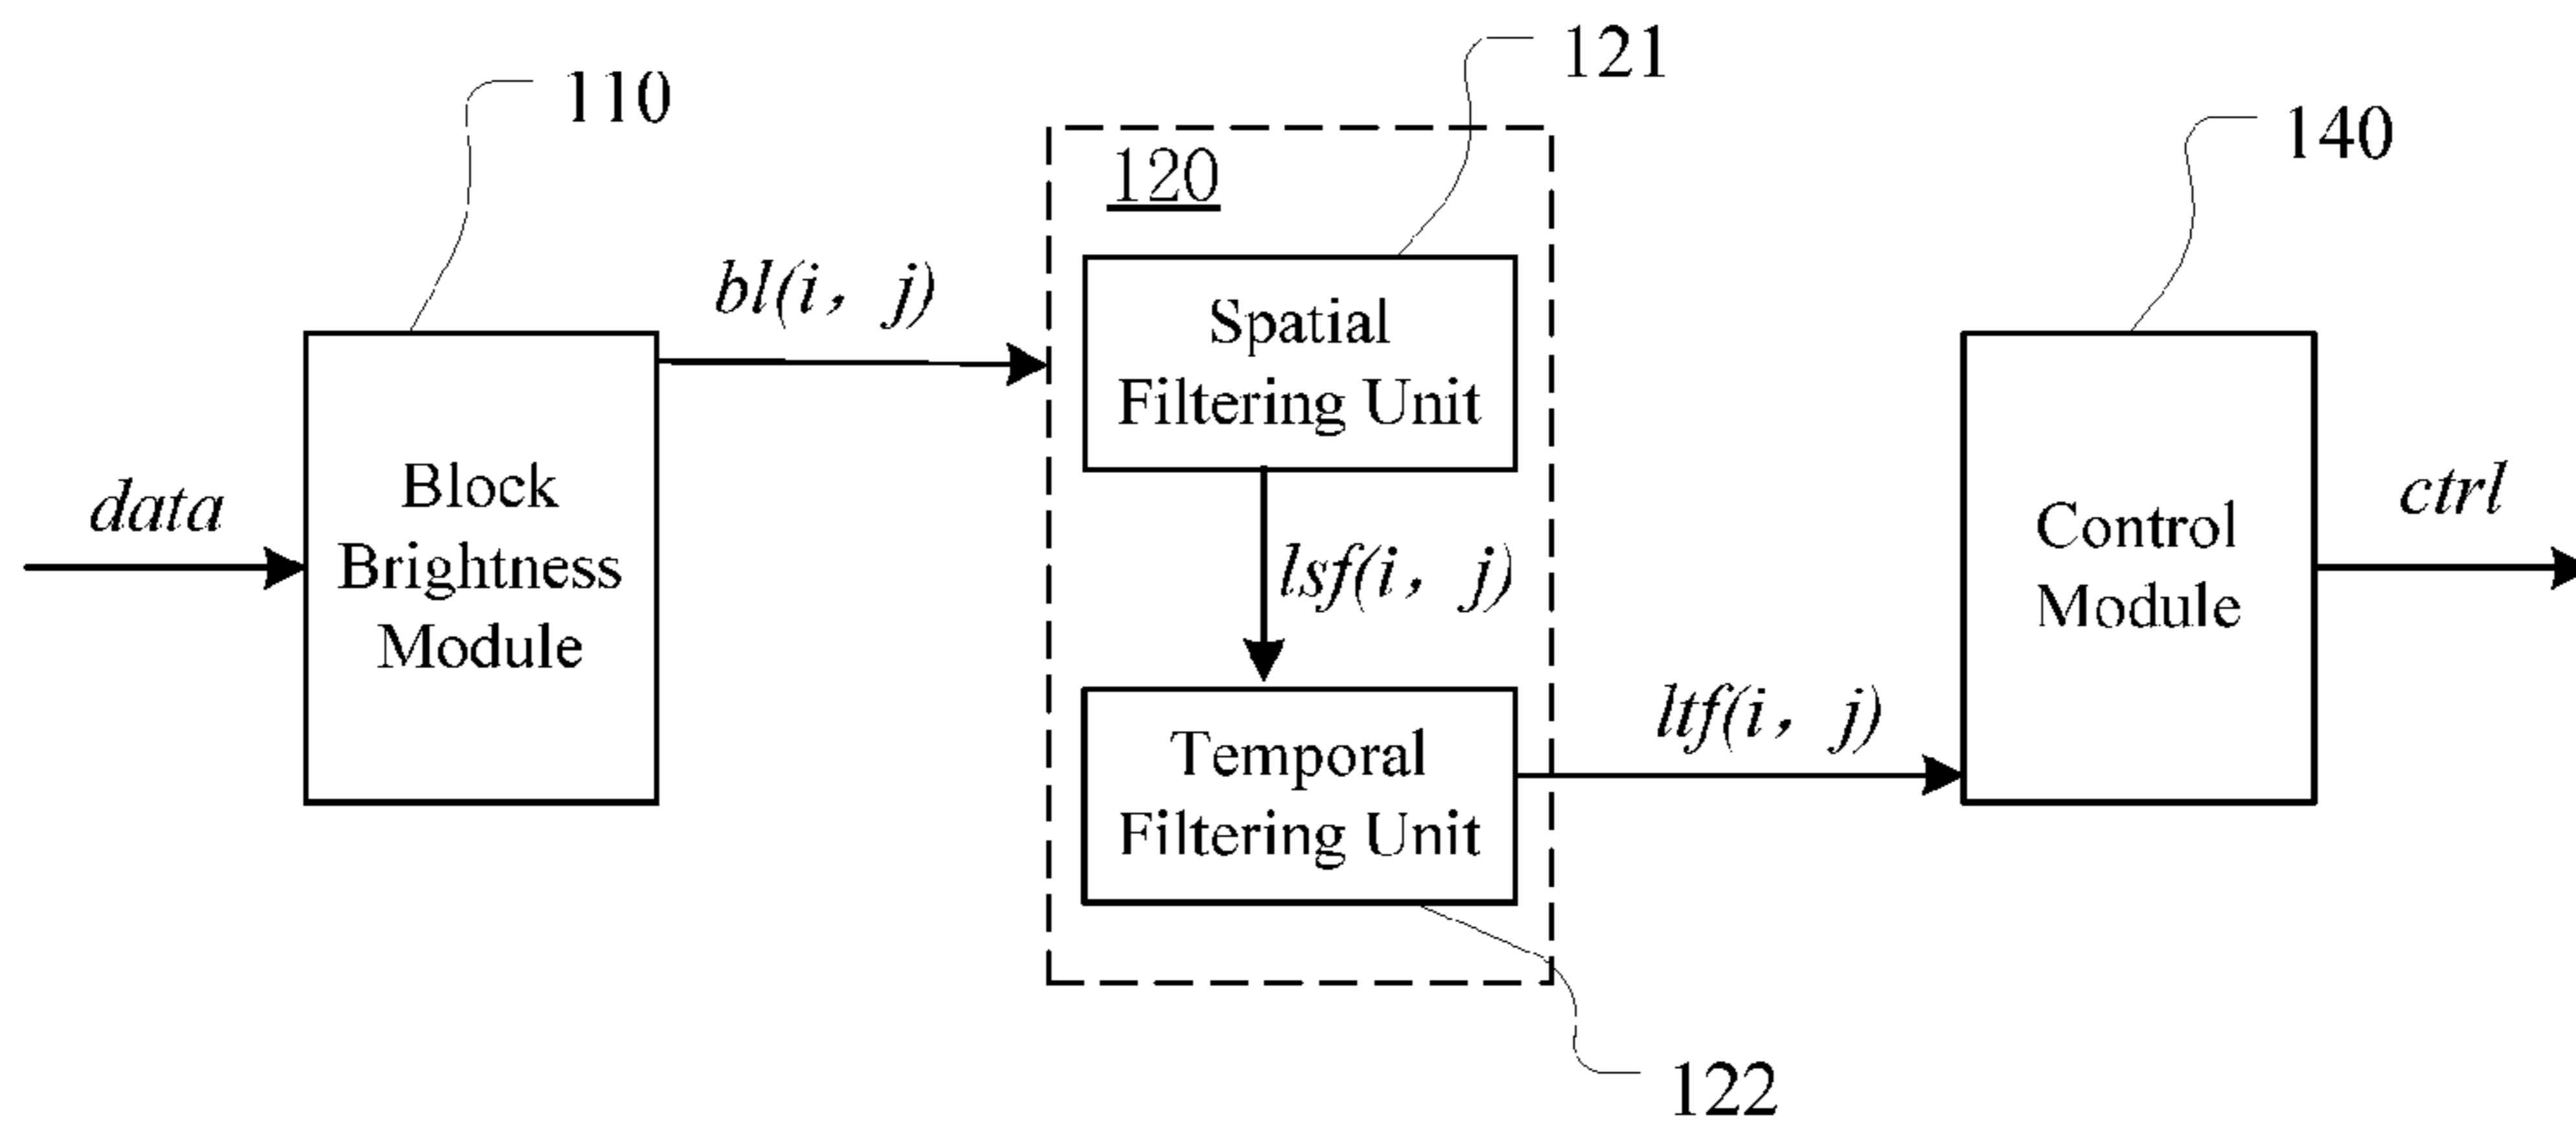 110
121
140
120
bl(i，j)
Spatial
Filtering Unit
data
Block
Brightness
Module
lsf(i，j)
Control
Module
ctrl
Temporal
Filtering Unit
ltf(i，j)
122